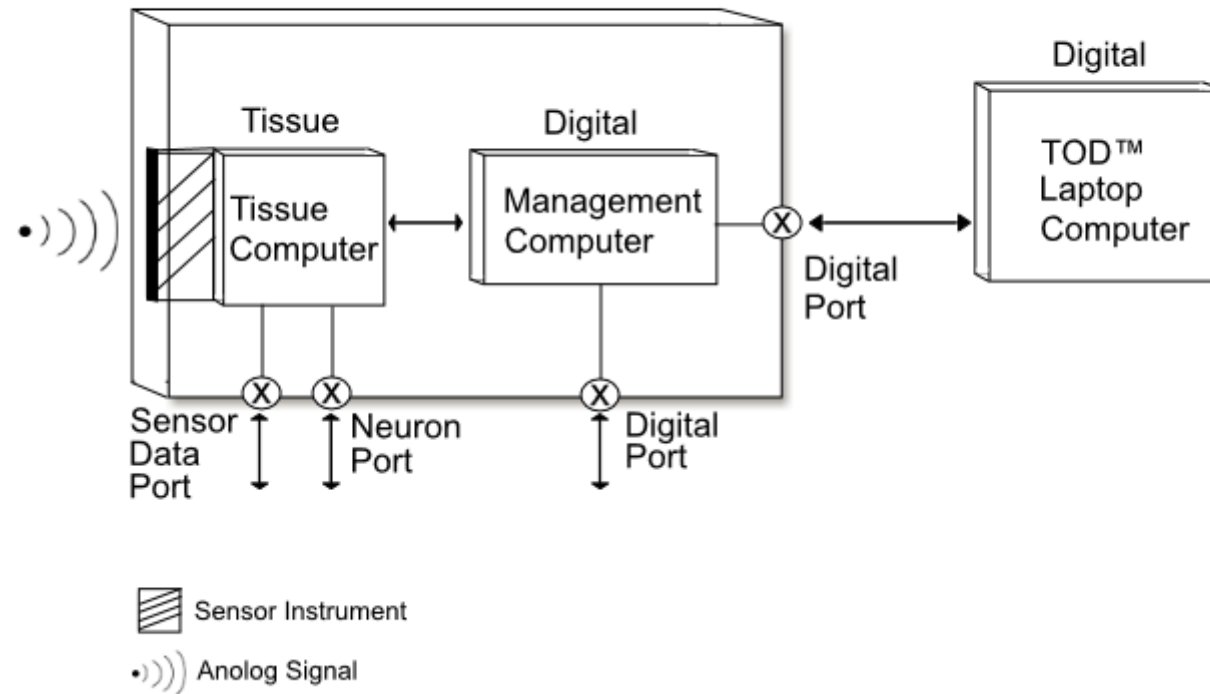 Digital
Tissue
Digital
TOD™
Laptop
Computer
Tissue
Computer
Management
Computer
X
Digital
Port
X
X
X
Sensor
Data
Port
Neuron
Port
Digital
Port
Sensor Instrument
Anolog Signal